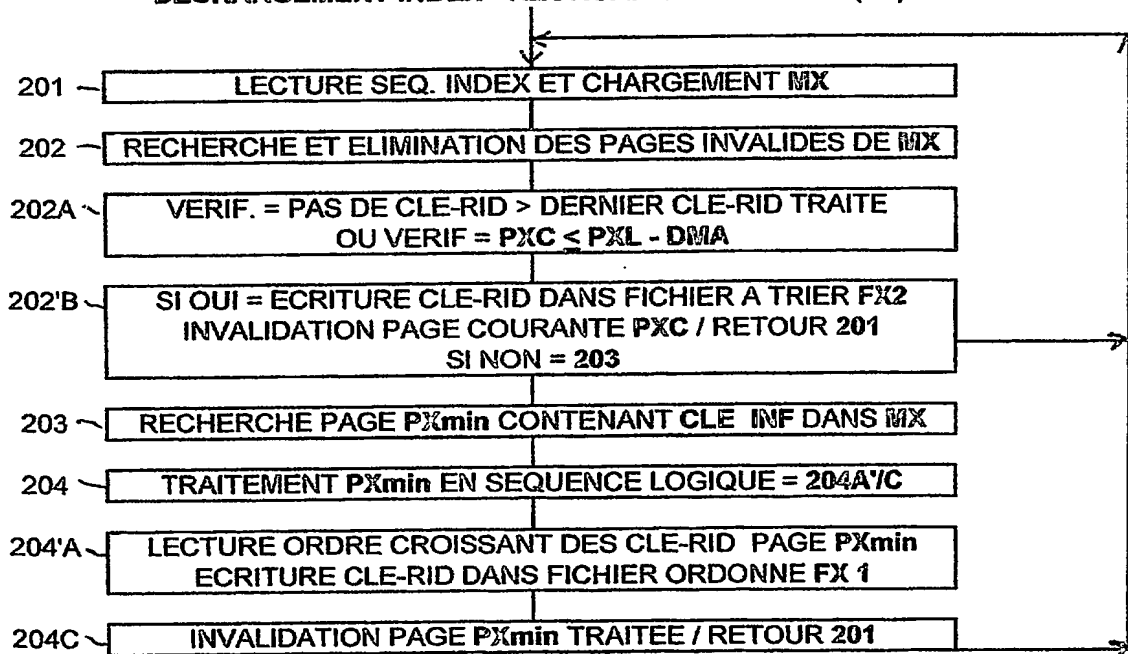 201
LECTURE SEQ. INDEX ET CHARGEMENT MX
202
RECHERCHE ET ELIMINATION DES PAGES INVALIDES DE MX
202A
VERIF. = PAS DE CLE-RID > DERNIER CLE-RID TRAITE
OU VERIF = PXC ≤ PXL - DMA
202'B
SI OUI = ECRITURE CLE-RID DANS FICHIER A TRIER FX2
INVALIDATION PAGE COURANTE PXC / RETOUR 201
SI NON = 203
203
RECHERCHE PAGE PXmin CONTENANT CLE INF DANS MX
204
TRAITEMENT PXmin EN SEQUENCE LOGIQUE = 204A'/C
204'A
LECTURE ORDRE CROISSANT DES CLE-RID PAGE PXmin
ECRITURE CLE-RID DANS FICHIER ORDONNE FX 1
204C
INVALIDATION PAGE PXmin TRAITEE / RETOUR 201